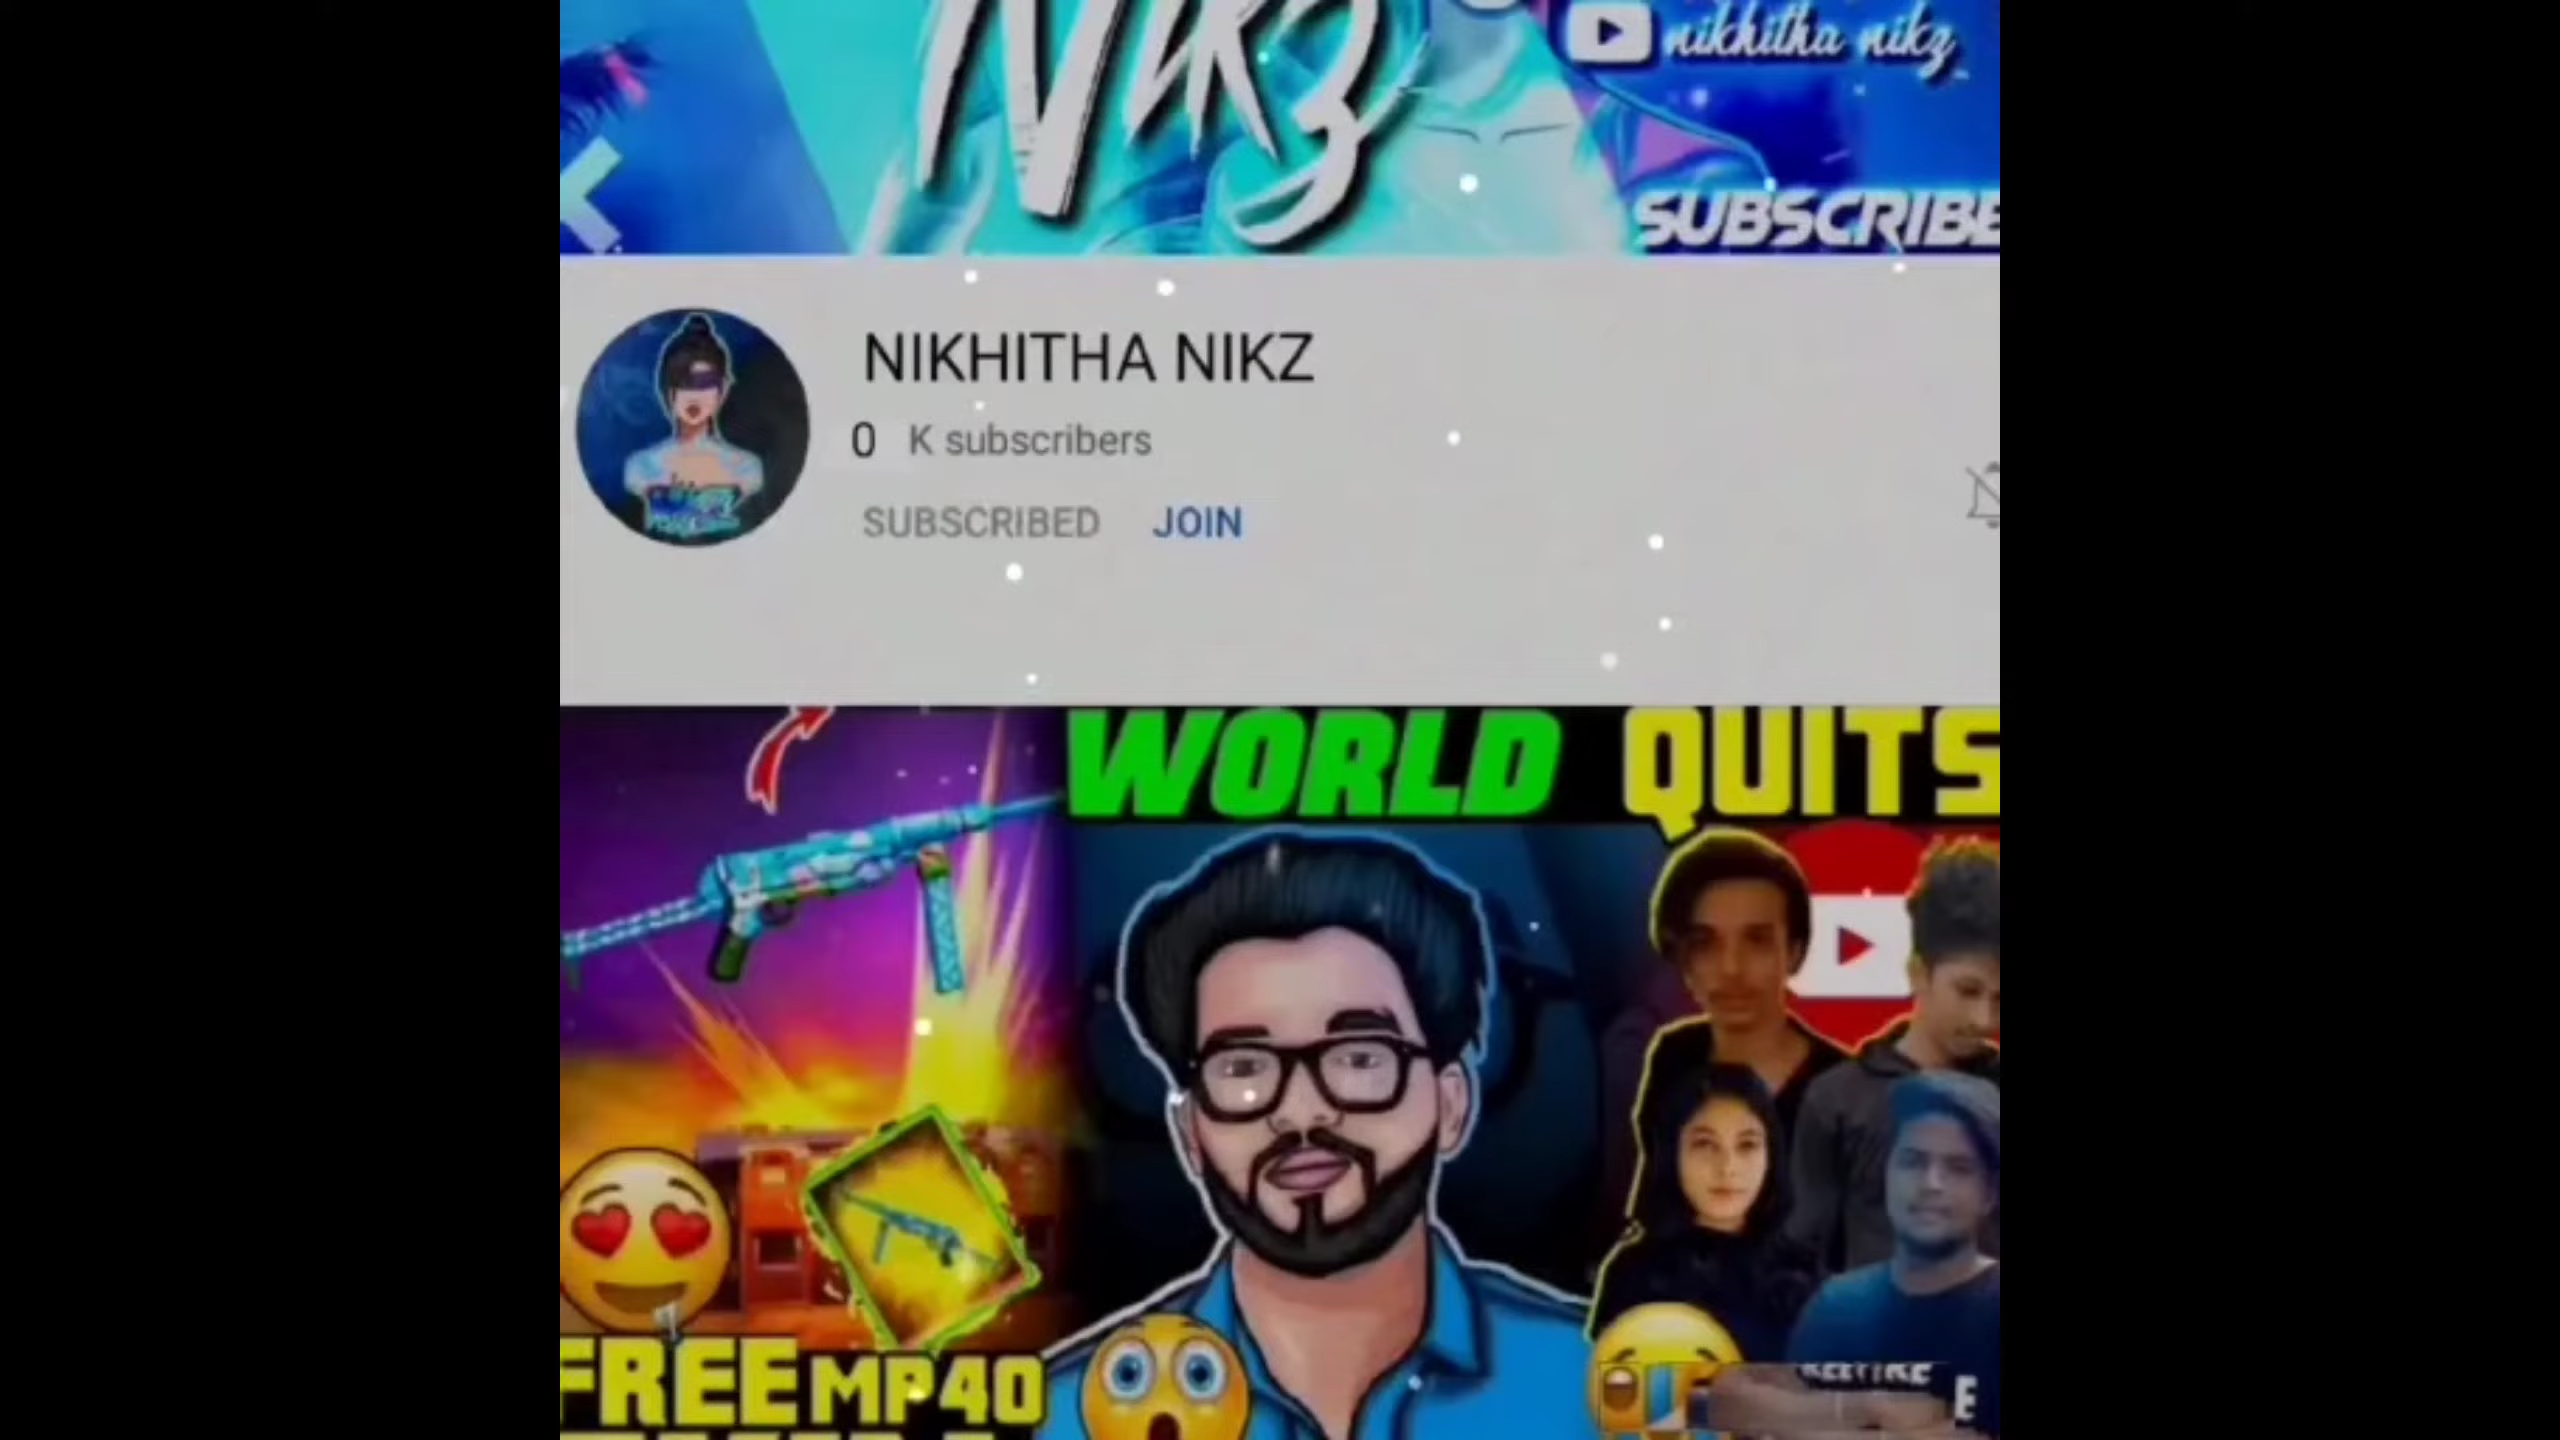 Nikz
nikhitha nikz
SUBSCRIBE
NIKHITHA NIKZ
0 K subscribers
SUBSCRIBED JOIN
WORLD QUITS
FREE MP40